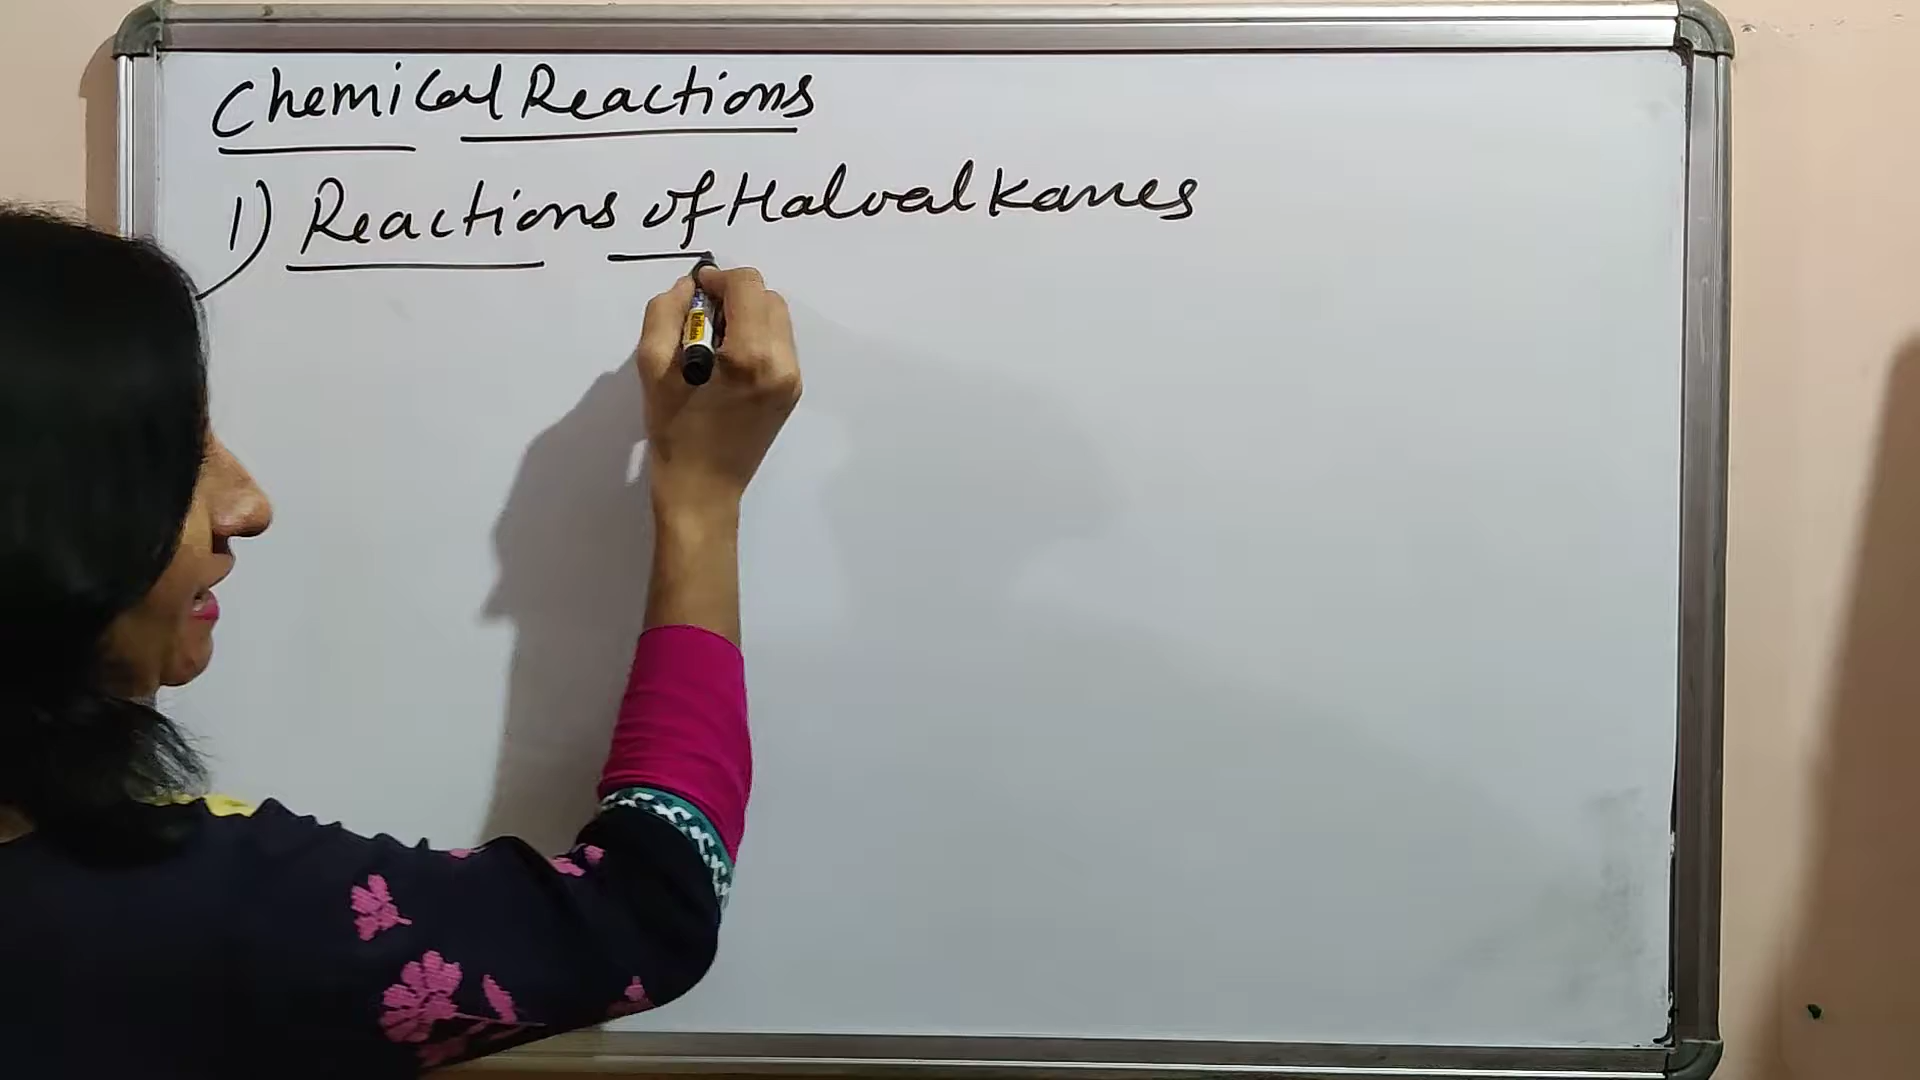 Chemical Reactions
1) Reactions of Haloalkanes